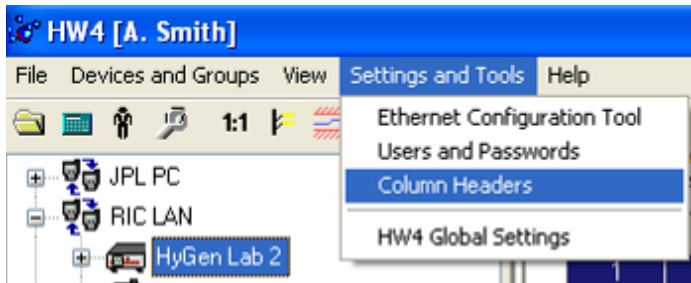 HW4 [A. Smith]
File Devices and Groups View Settings and Tools Help
1:1
Ethernet Configuration Tool
Users and Passwords
Column Headers
HW4 Global Settings
JPL PC
RIC LAN
HyGen Lab 2
1